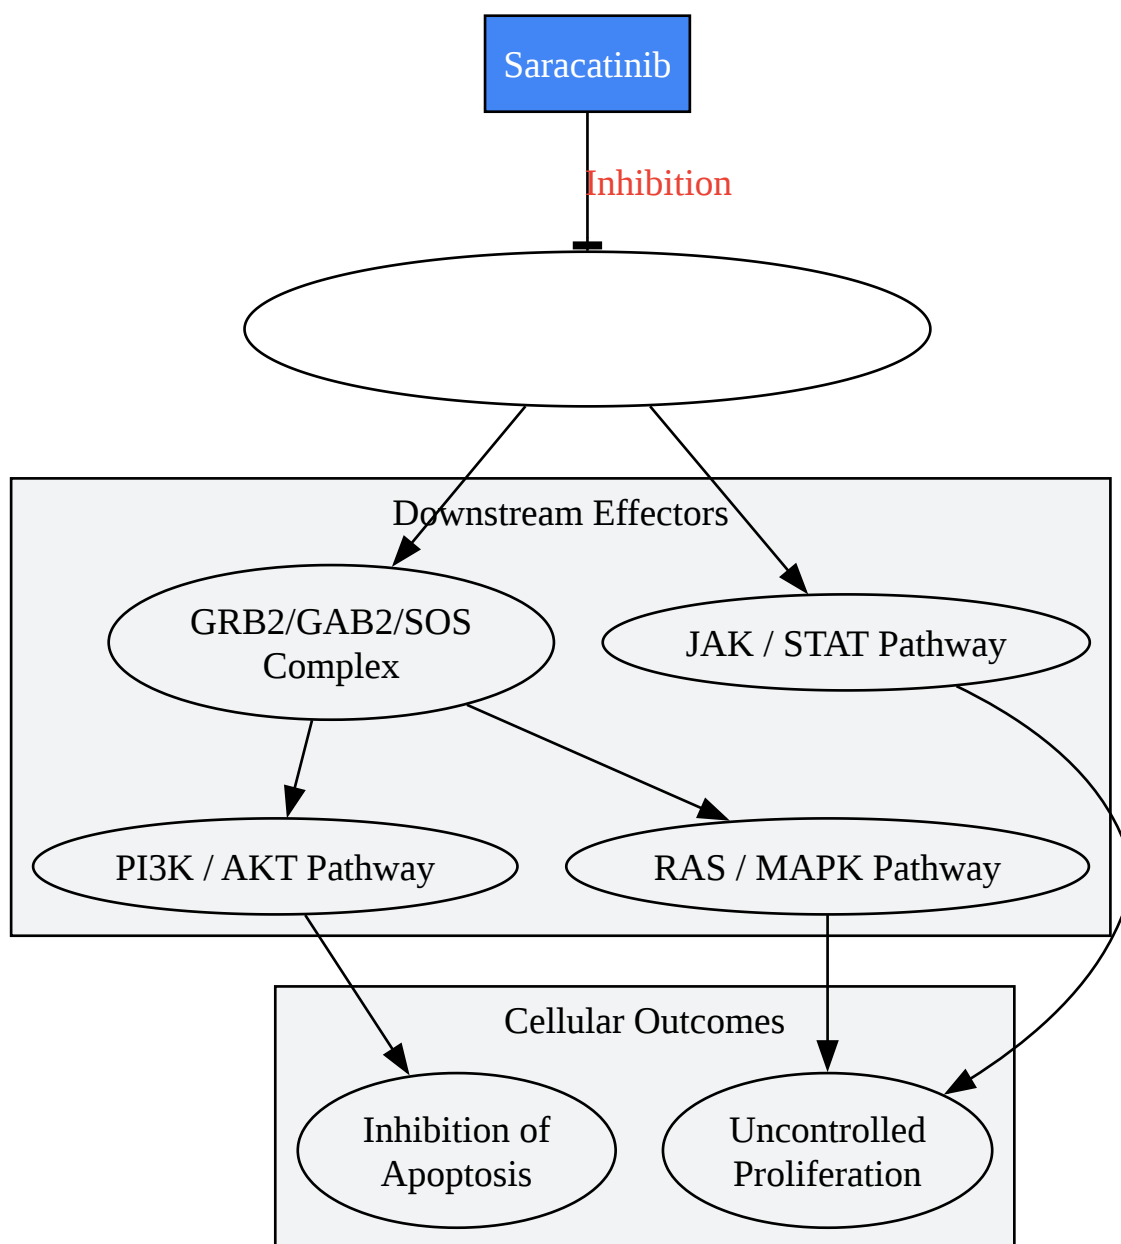 Saracatinib
Inhibition
Downstream Effectors
GRB2/GAB2/SOS
Complex
JAK / STAT Pathway
PI3K / AKT Pathway
RAS / MAPK Pathway
Cellular Outcomes
Inhibition of
Apoptosis
Uncontrolled
Proliferation